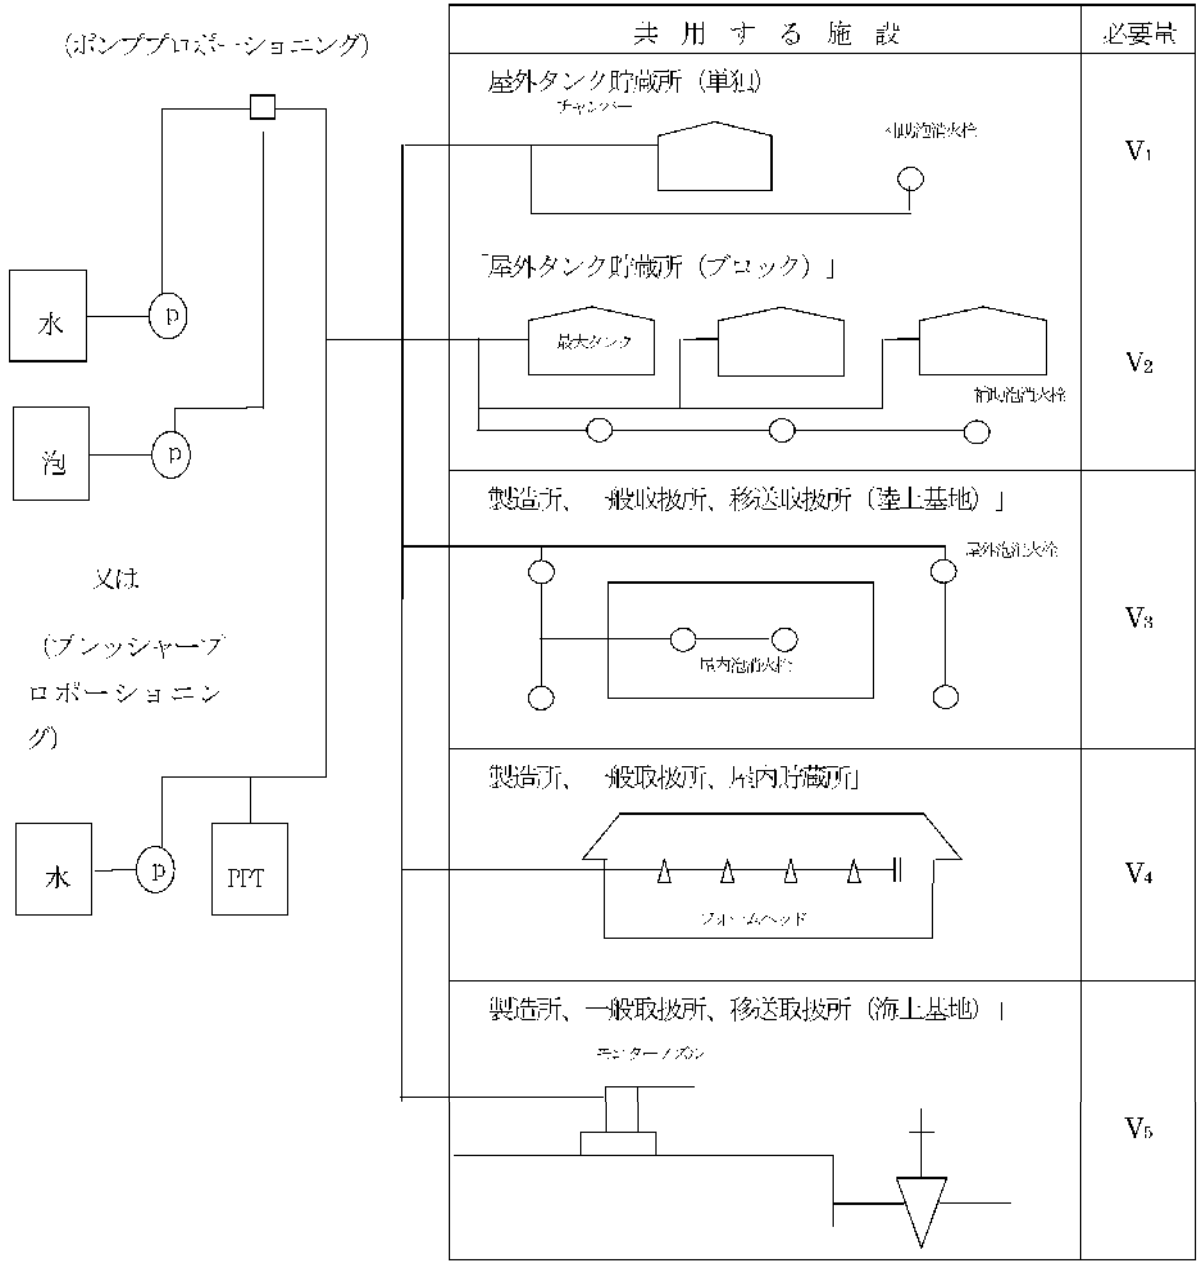 (ポンププロポーショニング)
水
p
泡
p
又は
(プレッシャープ
ロポーショニン
グ)
水
p
PPT
共用する施設
必要量
屋外タンク貯蔵所（単独）
チャンバー
補助泡消火栓
V₁
「屋外タンク貯蔵所（ブロック）」
最大タンク
補助泡消火栓
V₂
製造所、一般取扱所、移送取扱所（陸上基地）」
屋外泡消火栓
屋内泡消火栓
V₃
製造所、一般取扱所、屋内貯蔵所」
フォームヘッド
V₄
製造所、一般取扱所、移送取扱所（海上基地）」
モニターノズル
V₅